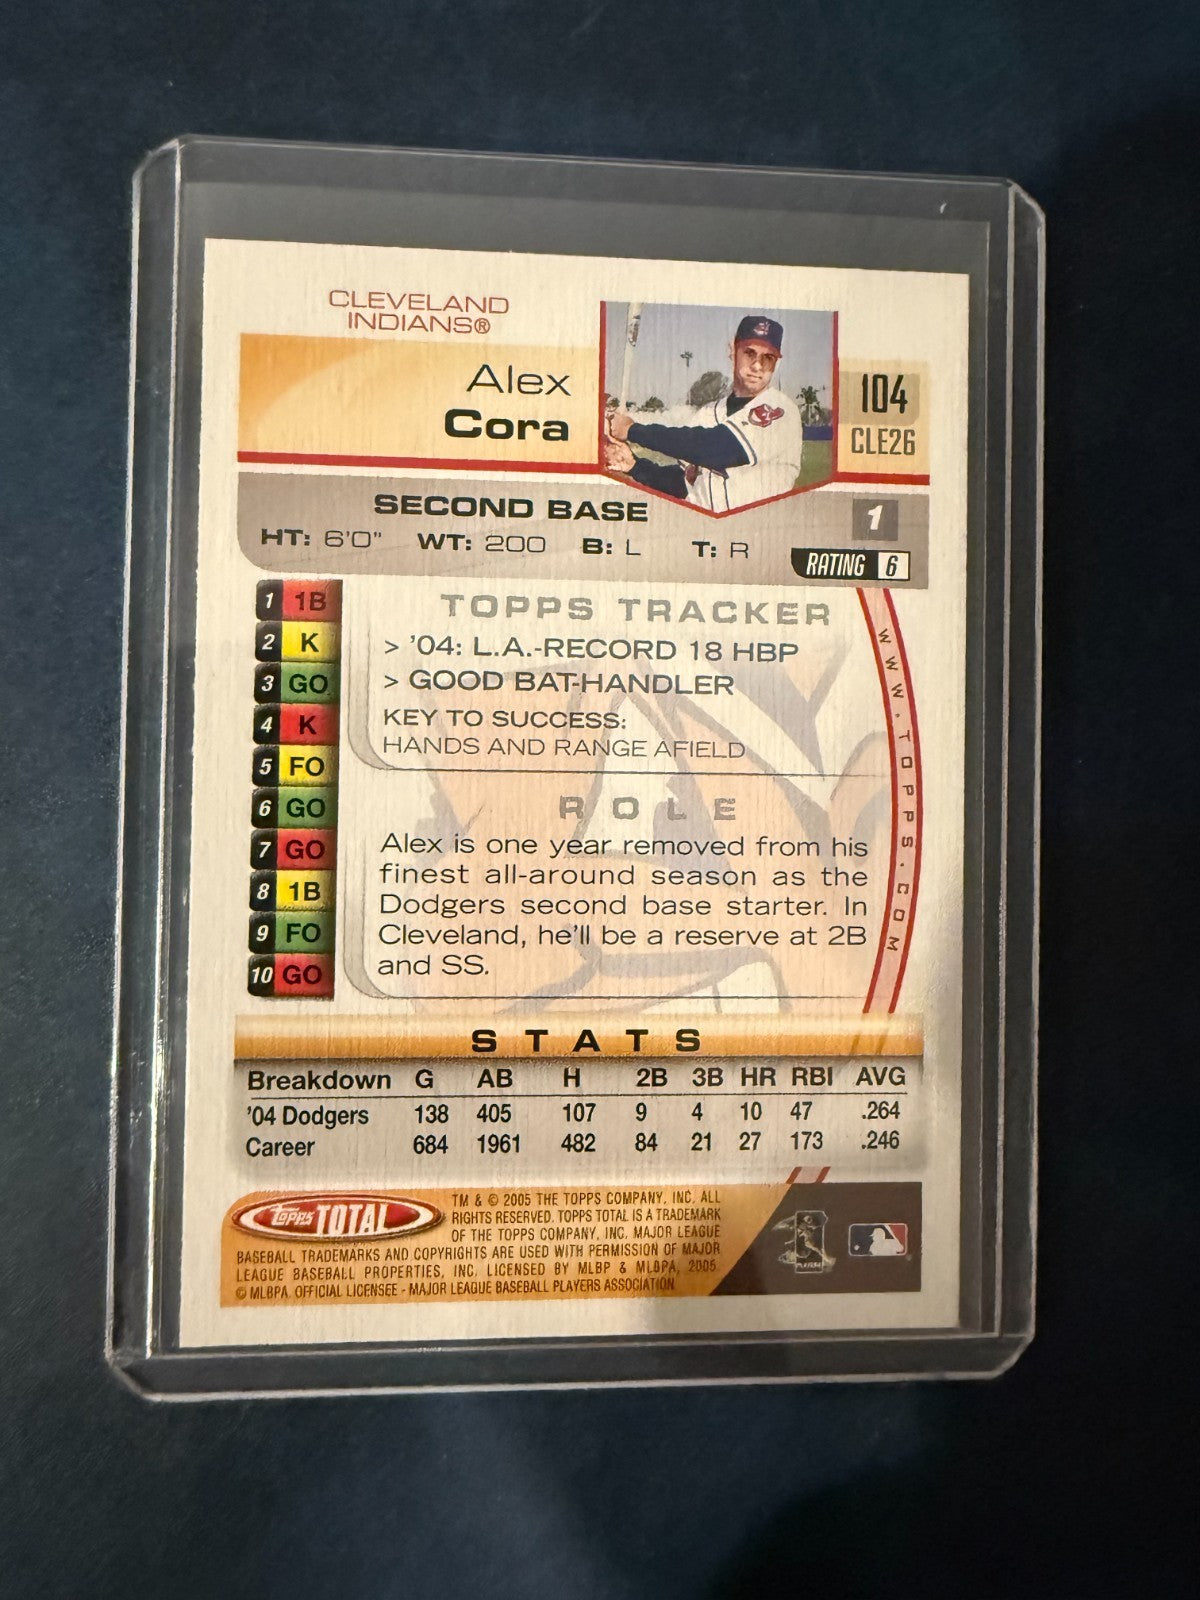 CLEVELAND
INDIANS®
Alex
Cora
104
CLE26
SECOND BASE
1
HT: 6'0" WT: 200 B: L T: R
RATING 6
1 1B
2 K
3 GO
4 K
5 FO
6 GO
7 GO
8 1B
9 FO
10 GO
TOPPS TRACKER
> '04: L.A.-RECORD 18 HBP
> GOOD BAT-HANDLER
KEY TO SUCCESS:
HANDS AND RANGE AFIELD
ROLE
Alex is one year removed from his
finest all-around season as the
Dodgers second base starter. In
Cleveland, he'll be a reserve at 2B
and SS.
WWW.TOPPS.COM
STATS
Breakdown G AB H 2B 3B HR RBI AVG
'04 Dodgers 138 405 107 9 4 10 47 .264
Career 684 1961 482 84 21 27 173 .246
Topps TOTAL
TM & © 2005 THE TOPPS COMPANY, INC. ALL
RIGHTS RESERVED. TOPPS TOTAL IS A TRADEMARK
OF THE TOPPS COMPANY, INC. MAJOR LEAGUE
BASEBALL TRADEMARKS AND COPYRIGHTS ARE USED WITH PERMISSION OF MAJOR
LEAGUE BASEBALL PROPERTIES, INC. LICENSED BY MLBP & MLBPA, 2005
© MLBPA. OFFICIAL LICENSEE - MAJOR LEAGUE BASEBALL PLAYERS ASSOCIATION